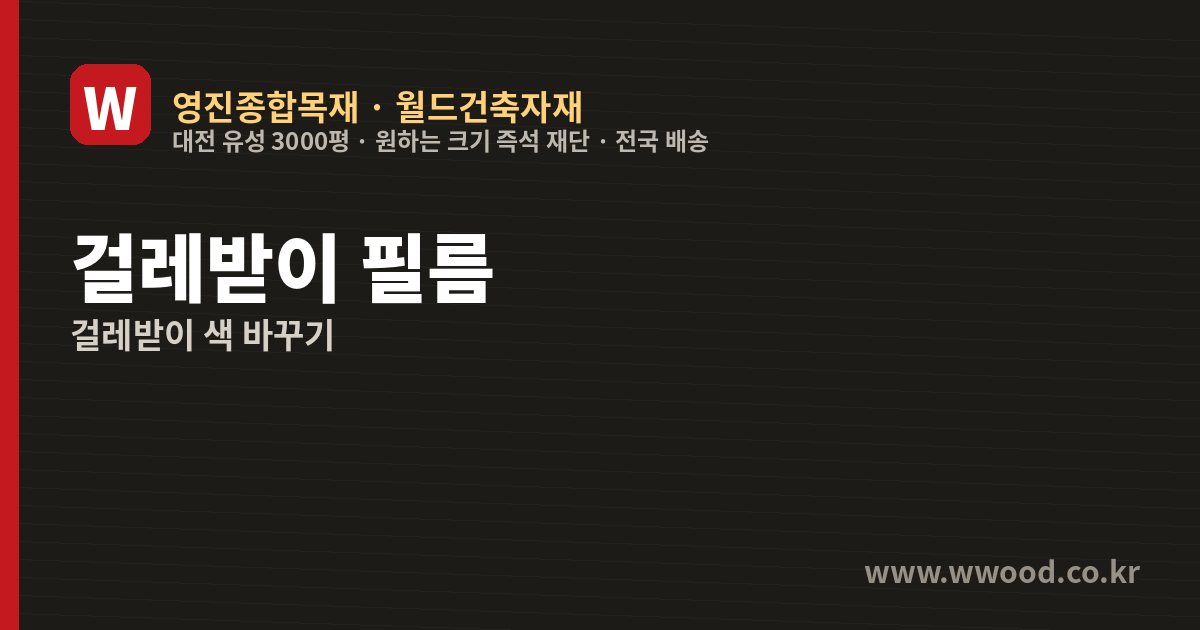 W
영진종합목재 · 월드건축자재
대전 유성 3000평 · 원하는 크기 즉석 재단 · 전국 배송
걸레받이 필름
걸레받이 색 바꾸기
www.wwood.co.kr